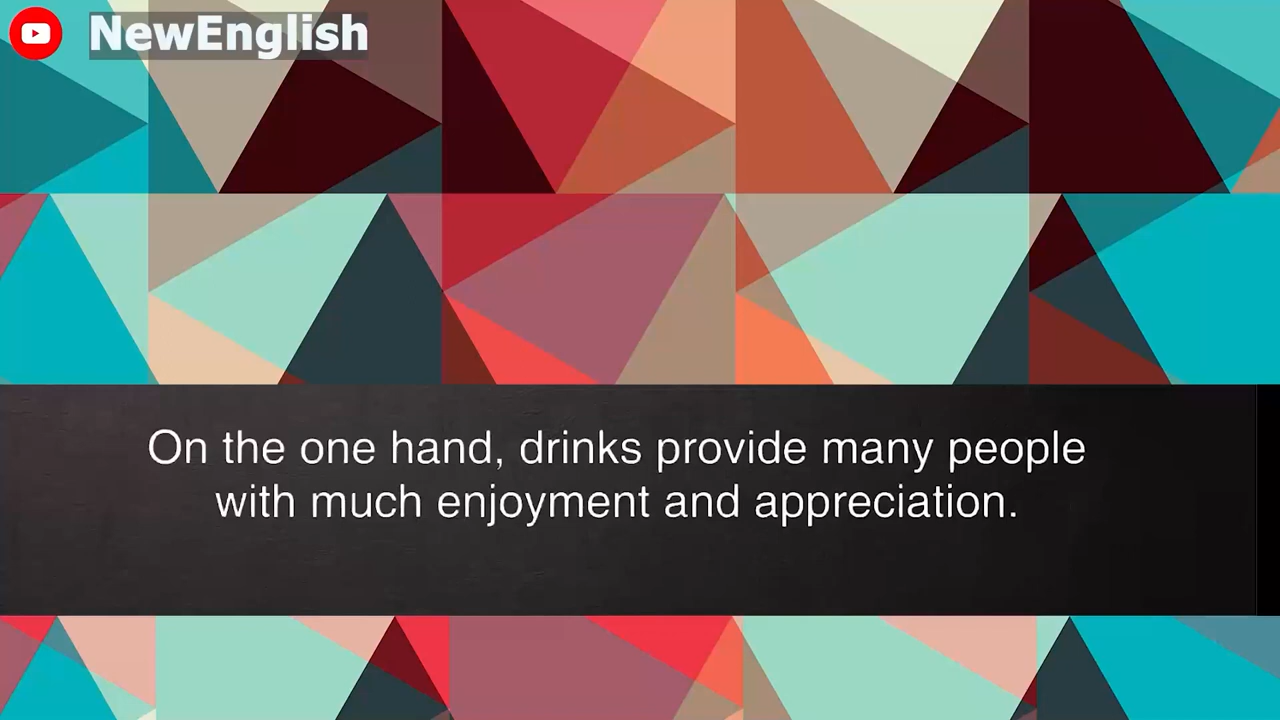 NewEnglish
On the one hand, drinks provide many people
with much enjoyment and appreciation.